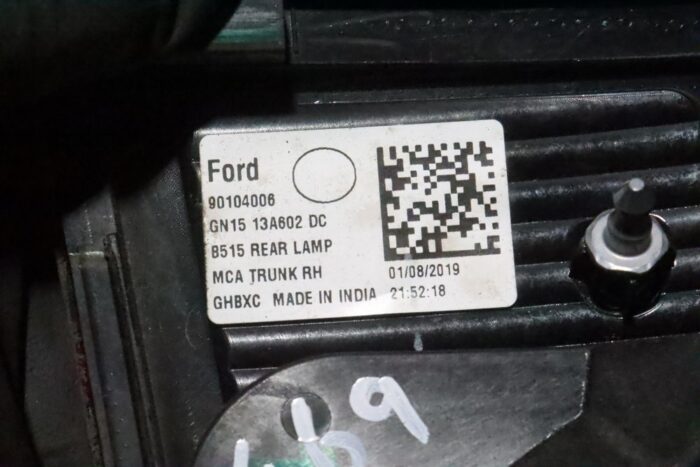 Ford
90104006
GN15 13A602 DC
B515 REAR LAMP
MCA TRUNK RH 01/08/2019
GHBXC MADE IN INDIA 21:52:18